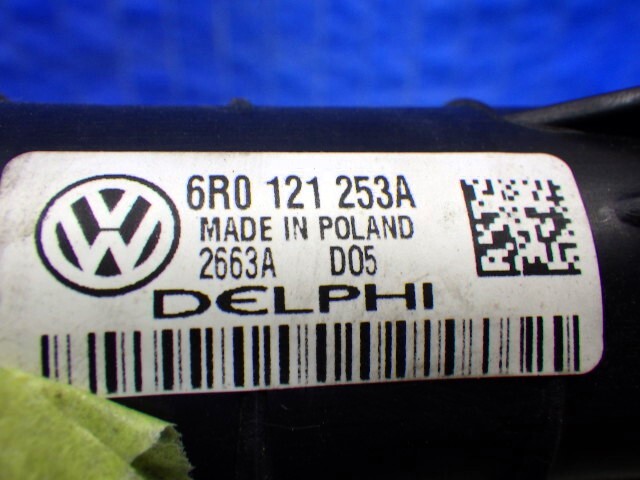 6R0 121 253A
MADE IN POLAND
2663A D05
DELPHI